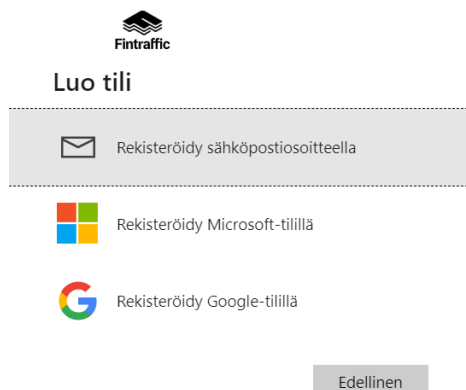 Fintraffic
Luo tili
Rekisteröidy sähköpostiosoitteella
Rekisteröidy Microsoft-tilillä
Rekisteröidy Google-tilillä
Edellinen